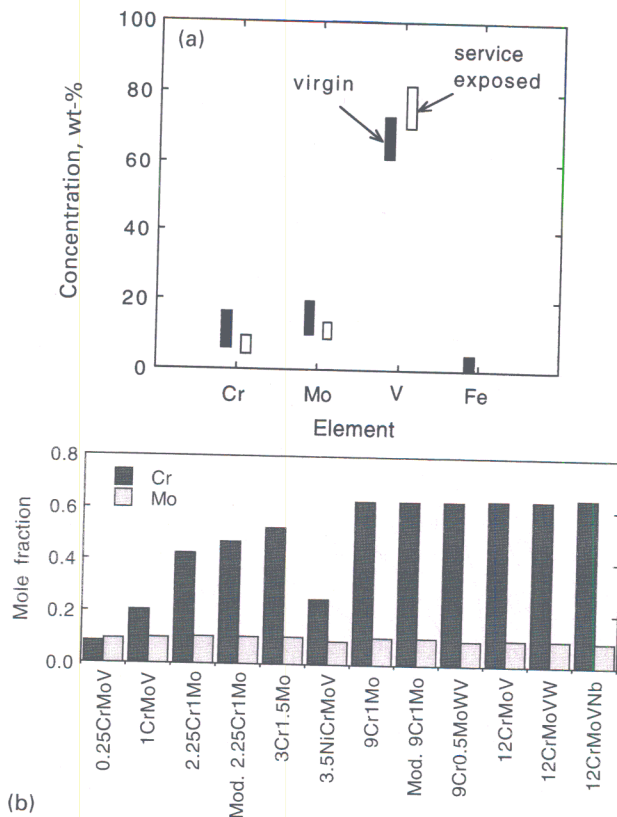 (a)
100
80
60
40
20
0
Concentration, wt-%
virgin
service
exposed
Cr Mo V Fe
Element
0.8
0.6
0.4
0.2
0.0
Mole fraction
Cr
Mo
0.25CrMoV
1CrMoV
2.25Cr1Mo
Mod. 2.25Cr1Mo
3Cr1.5Mo
3.5NiCrMoV
9Cr1Mo
Mod. 9Cr1Mo
9Cr0.5MoWV
12CrMoV
12CrMoVW
12CrMoVNb
(b)